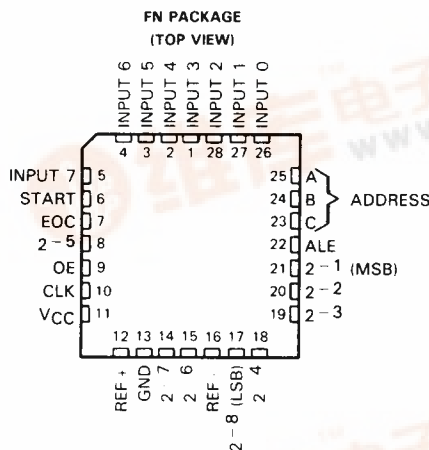 FN PACKAGE
(TOP VIEW)
INPUT 6
INPUT 5
INPUT 4
INPUT 3
INPUT 2
INPUT 1
INPUT 0
4 3 2 1 28 27 26
INPUT 7 5
START 6
EOC 7
2-5 8
OE 9
CLK 10
VCC 11
25 A
24 B ADDRESS
23 C
22 ALE
21 2-1 (MSB)
20 2-2
19 2-3
12 13 14 15 16 17 18
REF +
GND
2 7
2 6
REF -
2-8 (LSB)
2 4